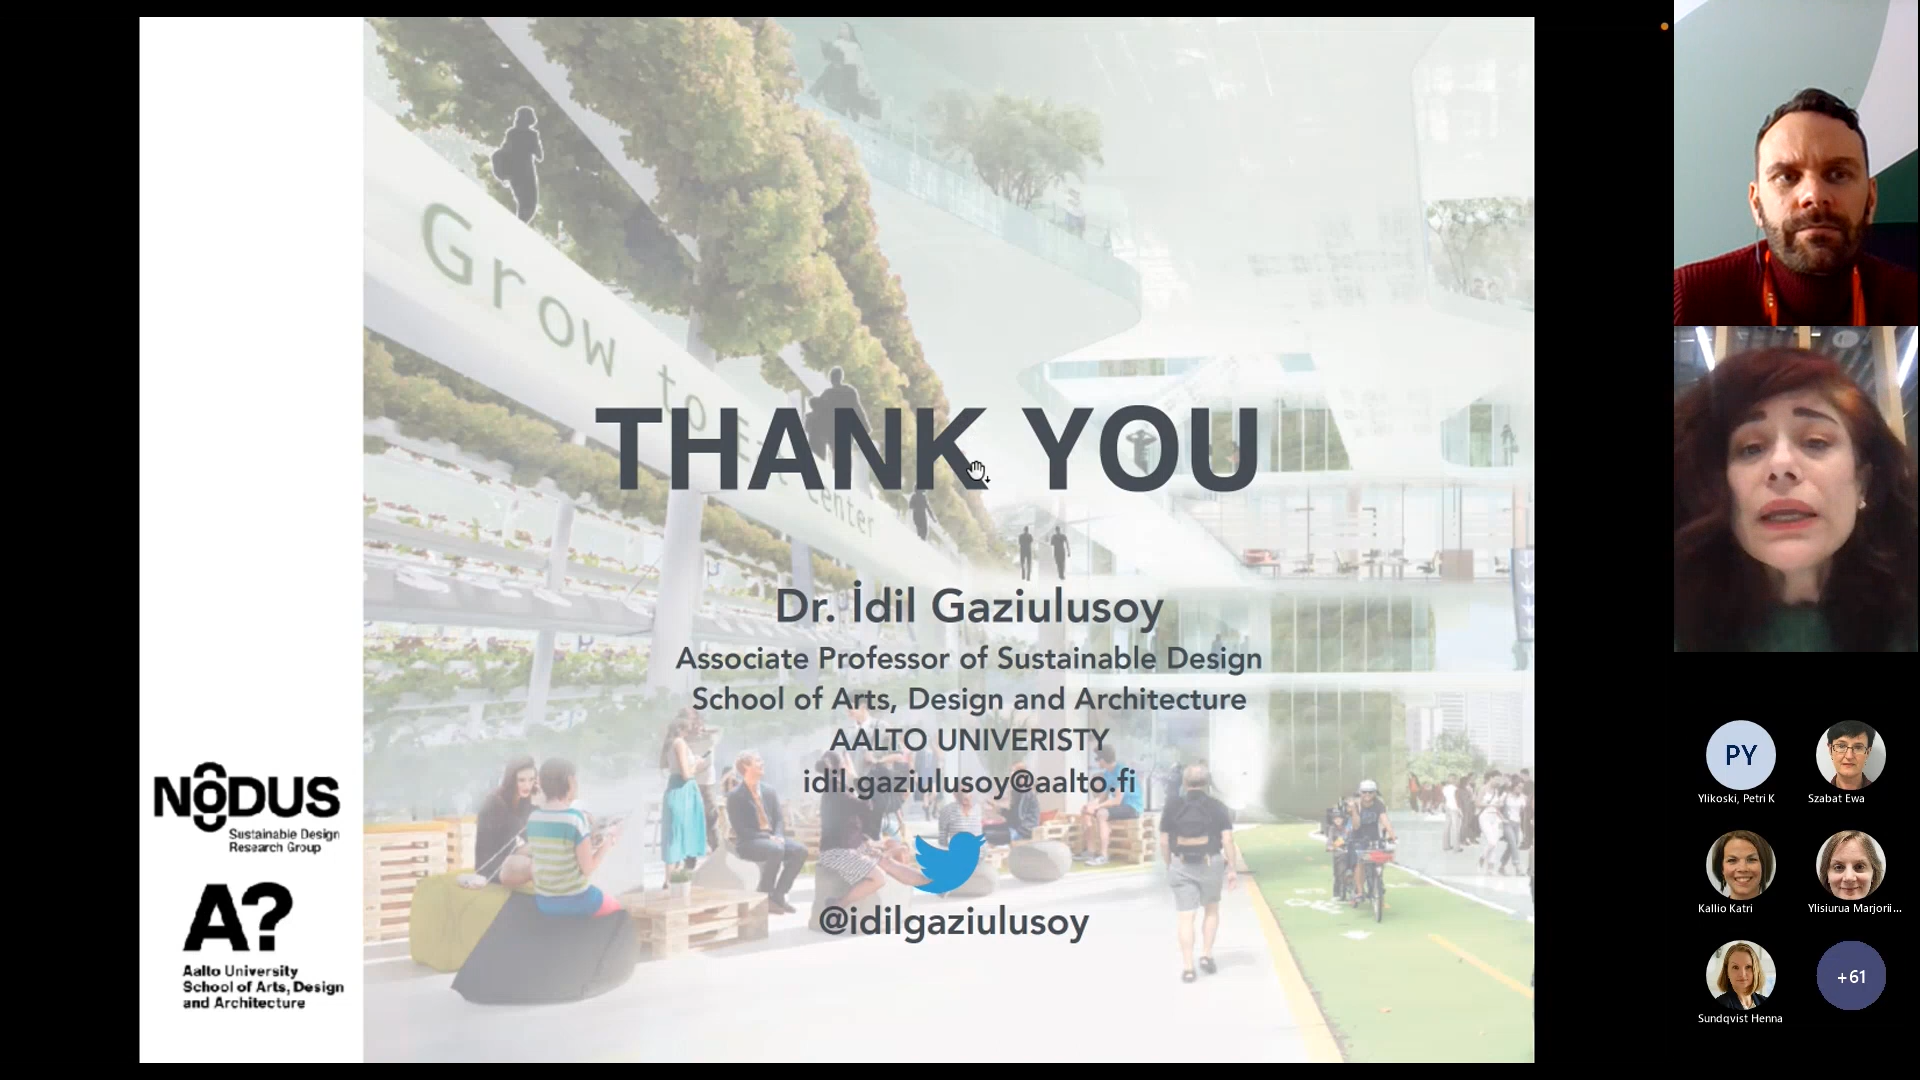 Grow to E t Center
THANK YOU
Dr. İdil Gaziulusoy
Associate Professor of Sustainable Design
School of Arts, Design and Architecture
AALTO UNIVERISTY
idil.gaziulusoy@aalto.fi
@idilgaziulusoy
NODUS
Sustainable Design
Research Group
A?
Aalto University
School of Arts, Design
and Architecture
PY
Ylikoski, Petri K
Szabat Ewa
Kallio Katri
Ylisiurua Marjorii...
Sundqvist Henna
+61